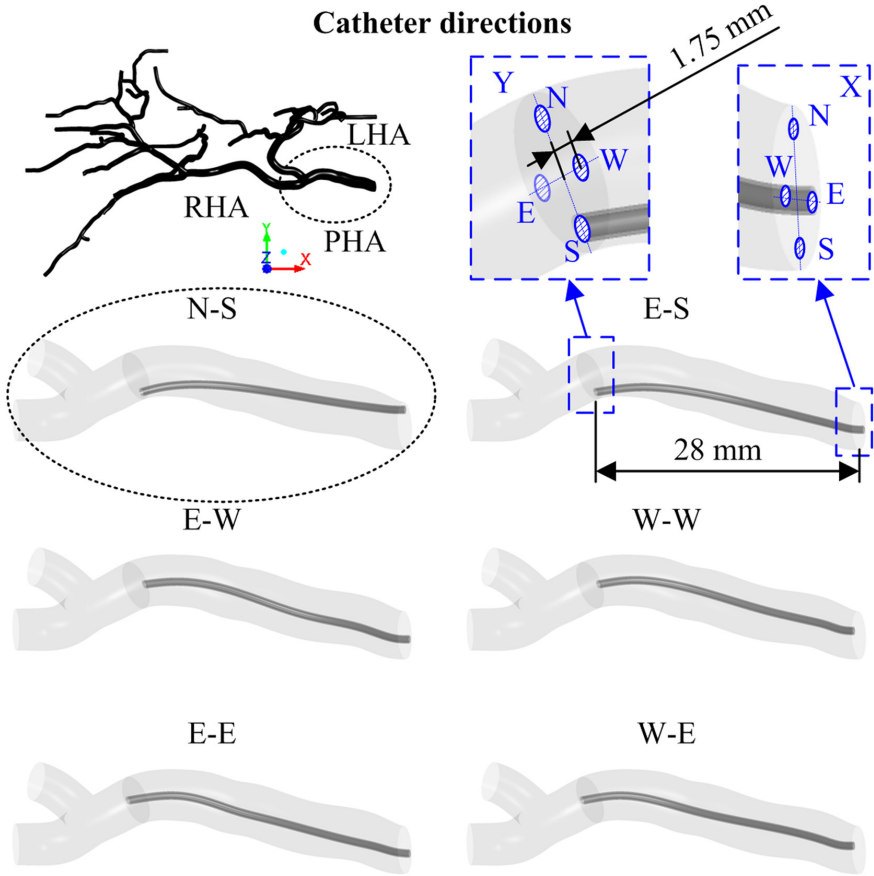 Catheter directions
1.75 mm
LHA
RHA
PHA
Y
Z
X
Y
N
W
E
S
X
N
W
E
S
N-S
E-S
28 mm
E-W
W-W
E-E
W-E